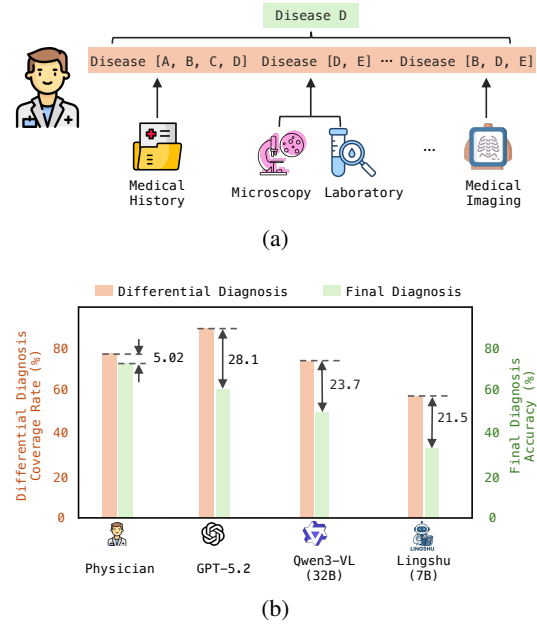 Disease D
Disease [A, B, C, D] Disease [D, E] ··· Disease [B, D, E]
Medical
History
Microscopy
Laboratory
...
Medical
Imaging
(a)
Differential Diagnosis
Final Diagnosis
Differential Diagnosis
Coverage Rate (%)
80
60
40
20
0
5.02
28.1
23.7
21.5
80
60
40
20
0
Final Diagnosis
Accuracy (%)
LINGSHU
Physician
GPT-5.2
Qwen3-VL
(32B)
Lingshu
(7B)
(b)